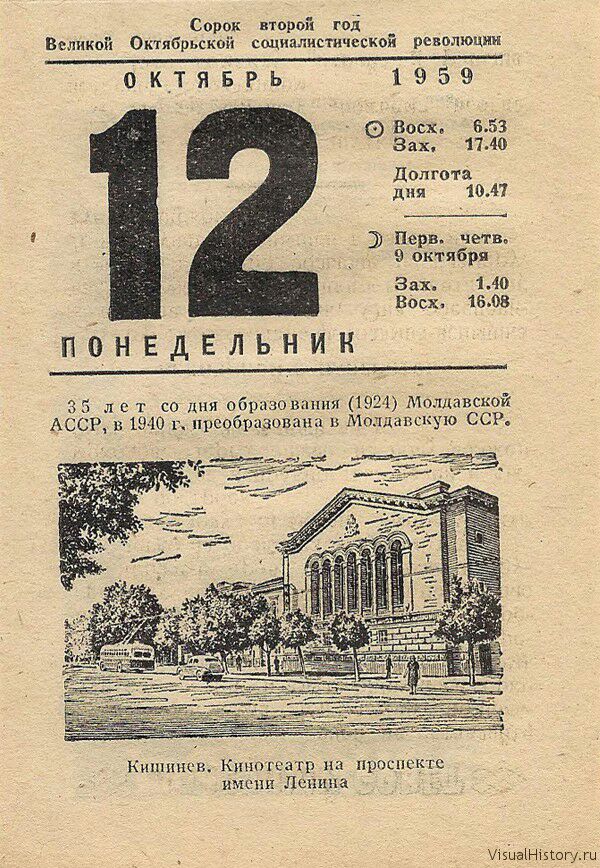 Сорок второй год
Великой Октябрьской социалистической революции
ОКТЯБРЬ 1959
12
Восх. 6.53
Зах. 17.40
Долгота
дня 10.47
Перв. четв.
9 октября
Зах. 1.40
Восх. 16.08
ПОНЕДЕЛЬНИК
35 лет со дня образования (1924) Молдавской
АССР, в 1940 г. преобразована в Молдавскую ССР.
Кишинев. Кинотеатр на проспекте
имени Ленина
VisualHistory.ru